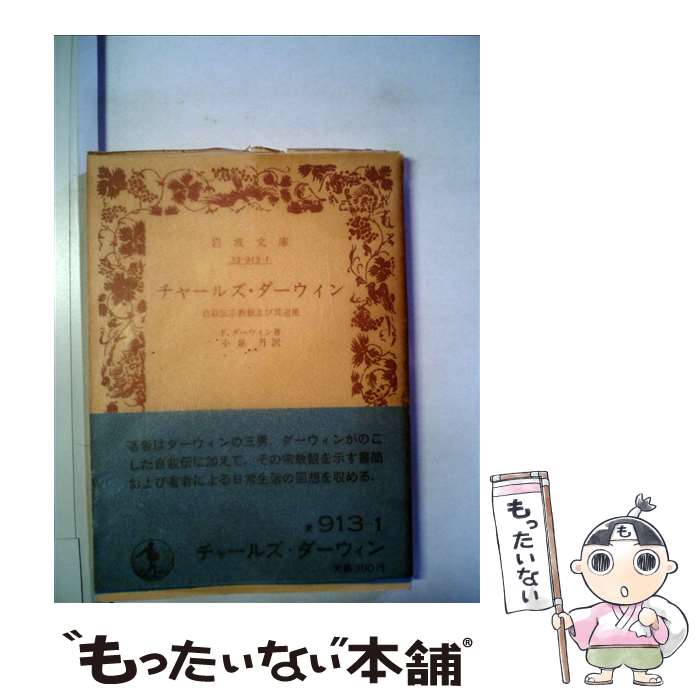 岩波文庫
33-913-1
チャールズ・ダーウィン
自叙伝宗教観及び其追憶
F. ダーウィン著
小泉 丹訳
著者はダーウィンの三男。ダーウィンがのこ
した自叙伝に加えて、その宗教観を示す書簡
および著者による日常生活の回想を収める。
913-1
チャールズ・ダーウィン
もったいない
も
"もったいない"本舗®